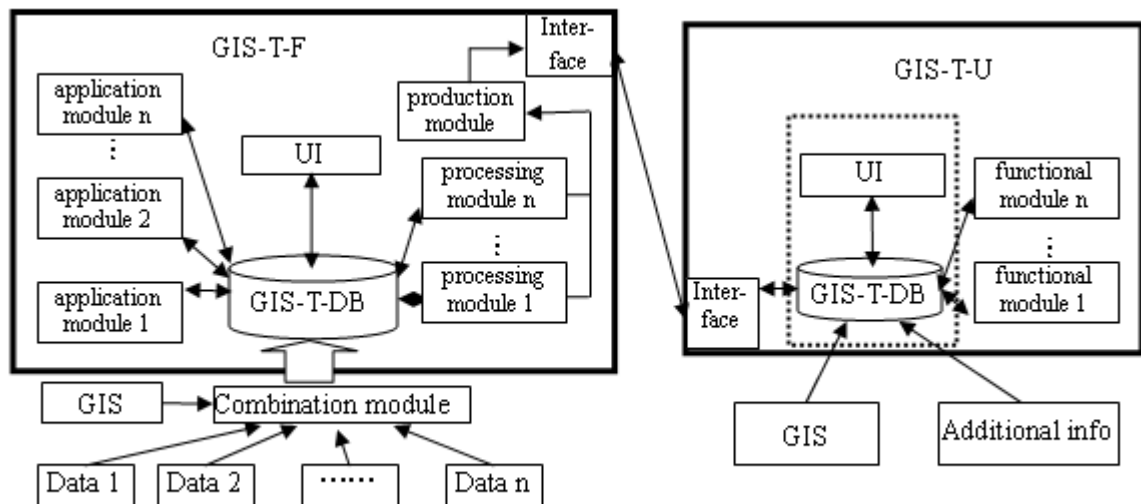 GIS-T-F
Inter-
face
application
module n
⋮
production
module
UI
application
module 2
processing
module n
⋮
application
module 1
GIS-T-DB
processing
module 1
GIS
Combination module
Data 1
Data 2
……
Data n
GIS-T-U
UI
functional
module n
⋮
Inter-
face
GIS-T-DB
functional
module 1
GIS
Additional info